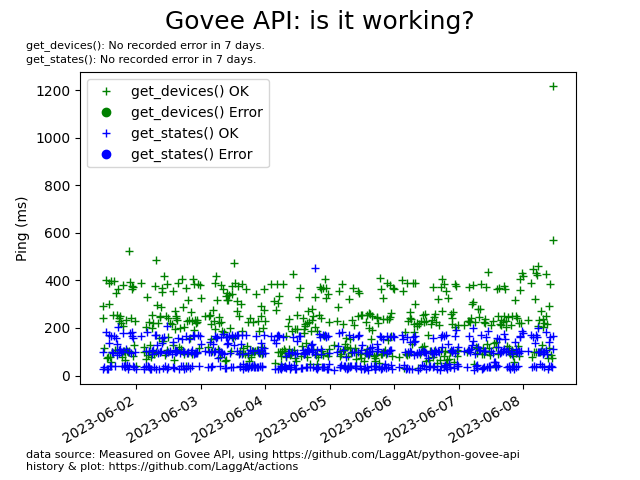 Govee API: is it working?
get_devices(): No recorded error in 7 days.
get_states(): No recorded error in 7 days.
get_devices() OK
get_devices() Error
get_states() OK
get_states() Error
Ping (ms)
1200
1000
800
600
400
200
0
2023-06-02
2023-06-03
2023-06-04
2023-06-05
2023-06-06
2023-06-07
2023-06-08
data source: Measured on Govee API, using https://github.com/LaggAt/python-govee-api
history & plot: https://github.com/LaggAt/actions